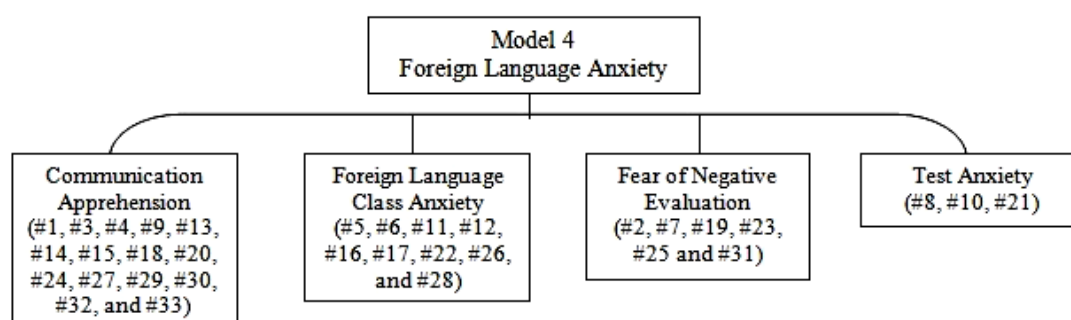 Model 4
Foreign Language Anxiety
Communication
Apprehension
(#1, #3, #4, #9, #13,
#14, #15, #18, #20,
#24, #27, #29, #30,
#32, and #33)
Foreign Language
Class Anxiety
(#5, #6, #11, #12,
#16, #17, #22, #26,
and #28)
Fear of Negative
Evaluation
(#2, #7, #19, #23,
#25 and #31)
Test Anxiety
(#8, #10, #21)